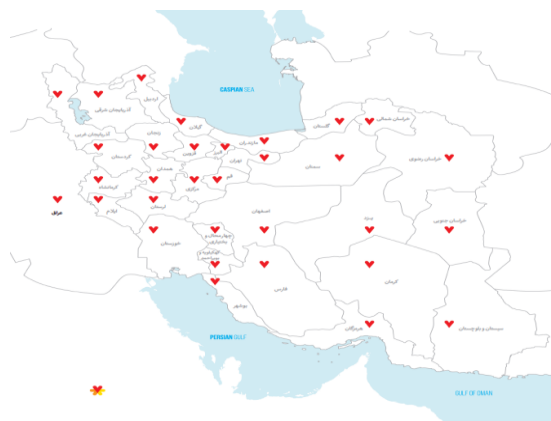 CASPIAN SEA
اردبیل
آذربایجان شرقی
گیلان
گلستان
خراسان شمالی
آذربایجان غربی
زنجان
مازندران
کردستان
قزوین
تهران
خراسان رضوی
سمنان
همدان
کرمانشاه
مرکزی
قم
عراق
ایلام
لرستان
اصفهان
یزد
خراسان جنوبی
چهارمحال و
بختیاری
خوزستان
کهگیلویه و
بویراحمد
کرمان
فارس
بوشهر
هرمزگان
سیستان و بلوچستان
PERSIAN GULF
GULF OF OMAN